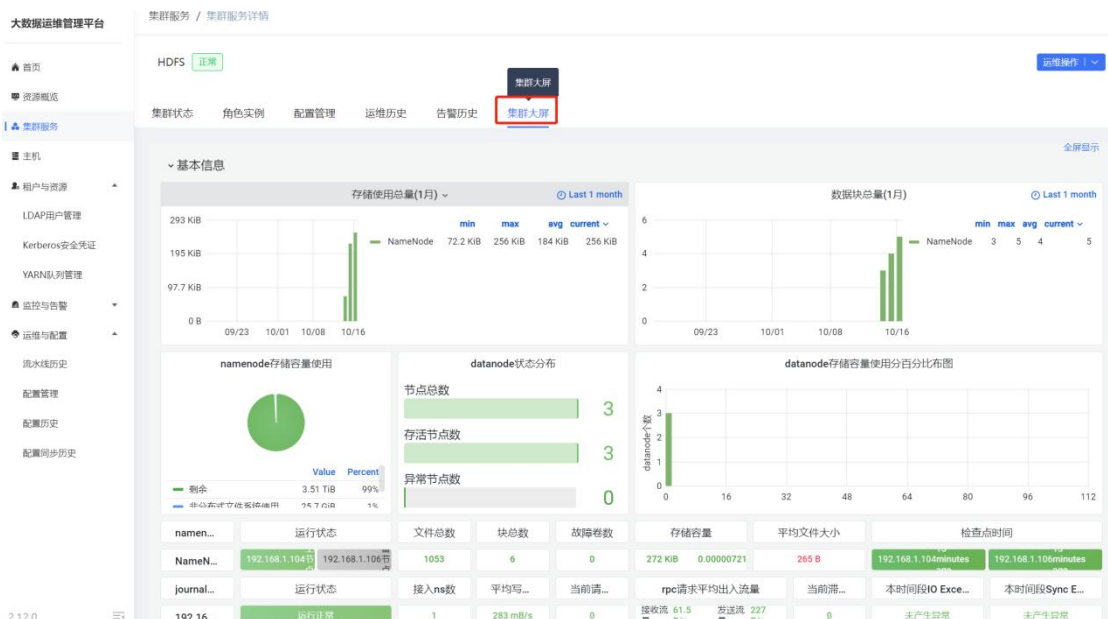 大数据运维管理平台
集群服务 / 集群服务详情
首页
资源概览
集群服务
主机
租户与资源
LDAP用户管理
Kerberos安全凭证
YARN队列管理
监控与告警
运维与配置
流水线历史
配置管理
配置历史
配置同步历史
2.12.0
HDFS 正常
运维操作
集群大屏
集群状态 角色实例 配置管理 运维历史 告警历史 集群大屏
全屏显示
基本信息
存储使用总量(1月) Last 1 month
293 KiB
195 KiB
97.7 KiB
0 B
09/23 10/01 10/08 10/16
min max avg current
NameNode 72.2 KiB 256 KiB 184 KiB 256 KiB
数据块总量(1月) Last 1 month
6
4
2
0
09/23 10/01 10/08 10/16
min max avg current
NameNode 3 5 4 5
namenode存储容量使用
Value Percent
剩余 3.51 TiB 99%
非分布式文件系统使用 25.7 GiB 1%
datanode状态分布
节点总数
3
存活节点数
3
异常节点数
0
datanode存储容量使用分百分比布图
datanode个数
4
3
2
1
0
0 16 32 48 64 80 96 112
namen... 运行状态 文件总数 块总数 故障卷数 存储容量 平均文件大小 检查点时间
NameN... 192.168.1.104节 192.168.1.106节 1053 6 0 272 KiB 0.00000721 265 B 192.168.1.104minutes 192.168.1.106minutes
journal... 运行状态 接入ns数 平均写... 当前请... rpc请求平均出入流量 当前滞... 本时间段IO Exce... 本时间段Sync E...
192.16... 运行正常 1 283 mB/s 0 接收流 61.5 发送流 227 0 未产生异常 未产生异常